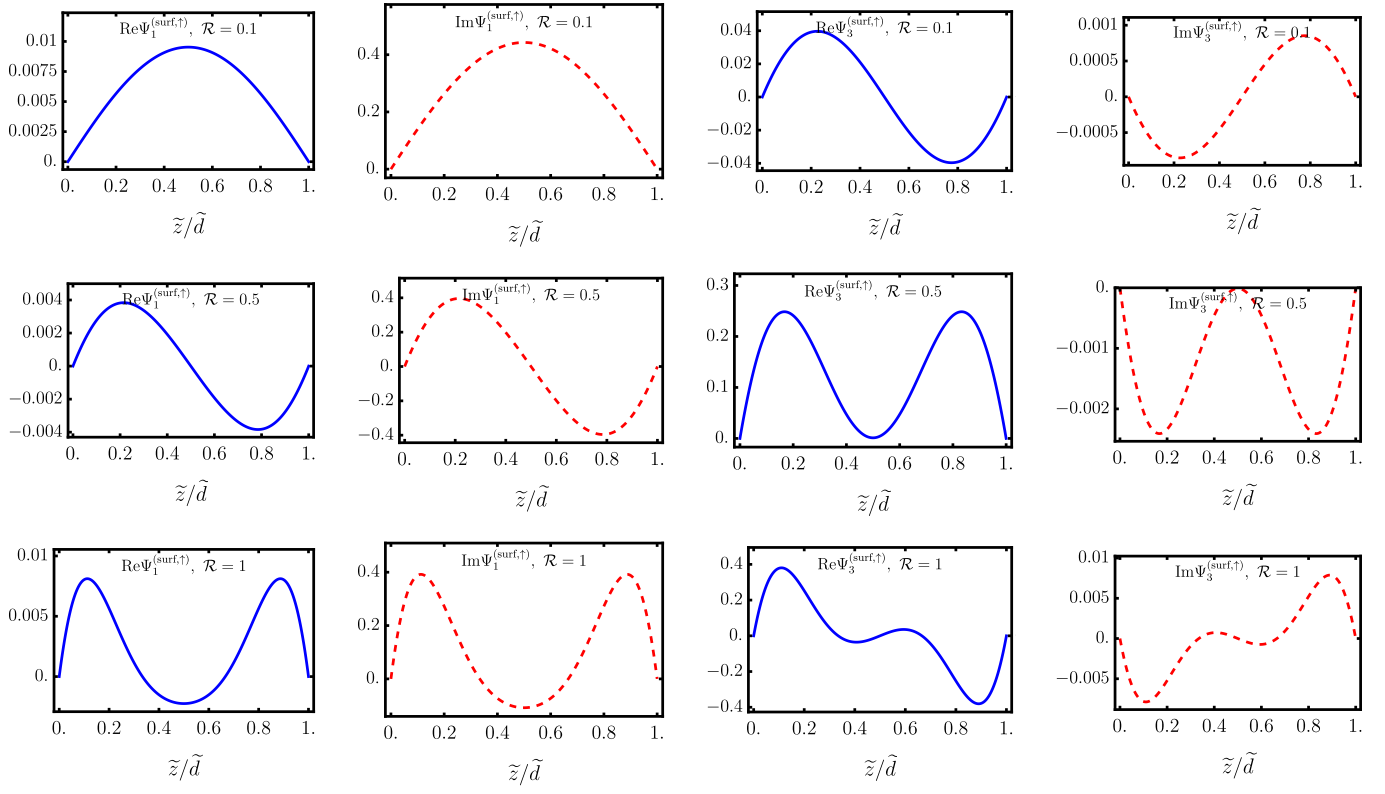 ReΨ₁^(surf,↑), ℛ = 0.1
0.01
0.0075
0.005
0.0025
0.
0. 0.2 0.4 0.6 0.8 1.
z̃/d̃
ImΨ₁^(surf,↑), ℛ = 0.1
0.4
0.2
0.
0. 0.2 0.4 0.6 0.8 1.
z̃/d̃
ReΨ₃^(surf,↑), ℛ = 0.1
0.04
0.02
0.
−0.02
−0.04
0. 0.2 0.4 0.6 0.8 1.
z̃/d̃
ImΨ₃^(surf,↑), ℛ = 0.1
0.001
0.0005
0.
−0.0005
0. 0.2 0.4 0.6 0.8 1.
z̃/d̃
ReΨ₁^(surf,↑), ℛ = 0.5
0.004
0.002
0.
−0.002
−0.004
0. 0.2 0.4 0.6 0.8 1.
z̃/d̃
ImΨ₁^(surf,↑), ℛ = 0.5
0.4
0.2
0.
−0.2
−0.4
0. 0.2 0.4 0.6 0.8 1.
z̃/d̃
ReΨ₃^(surf,↑), ℛ = 0.5
0.3
0.2
0.1
0.
0. 0.2 0.4 0.6 0.8 1.
z̃/d̃
ImΨ₃^(surf,↑), ℛ = 0.5
0.
−0.001
−0.002
0. 0.2 0.4 0.6 0.8 1.
z̃/d̃
ReΨ₁^(surf,↑), ℛ = 1
0.01
0.005
0.
0. 0.2 0.4 0.6 0.8 1.
z̃/d̃
ImΨ₁^(surf,↑), ℛ = 1
0.4
0.2
0.
0. 0.2 0.4 0.6 0.8 1.
z̃/d̃
ReΨ₃^(surf,↑), ℛ = 1
0.4
0.2
0.
−0.2
−0.4
0. 0.2 0.4 0.6 0.8 1.
z̃/d̃
ImΨ₃^(surf,↑), ℛ = 1
0.01
0.005
0.
−0.005
0. 0.2 0.4 0.6 0.8 1.
z̃/d̃